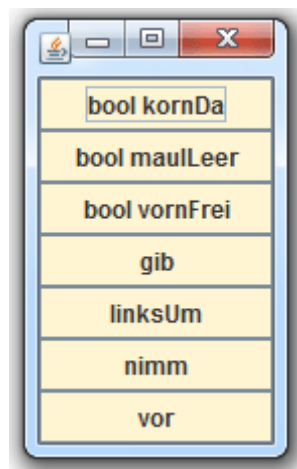 bool kornDa
bool maulLeer
bool vornFrei
gib
linksUm
nimm
vor